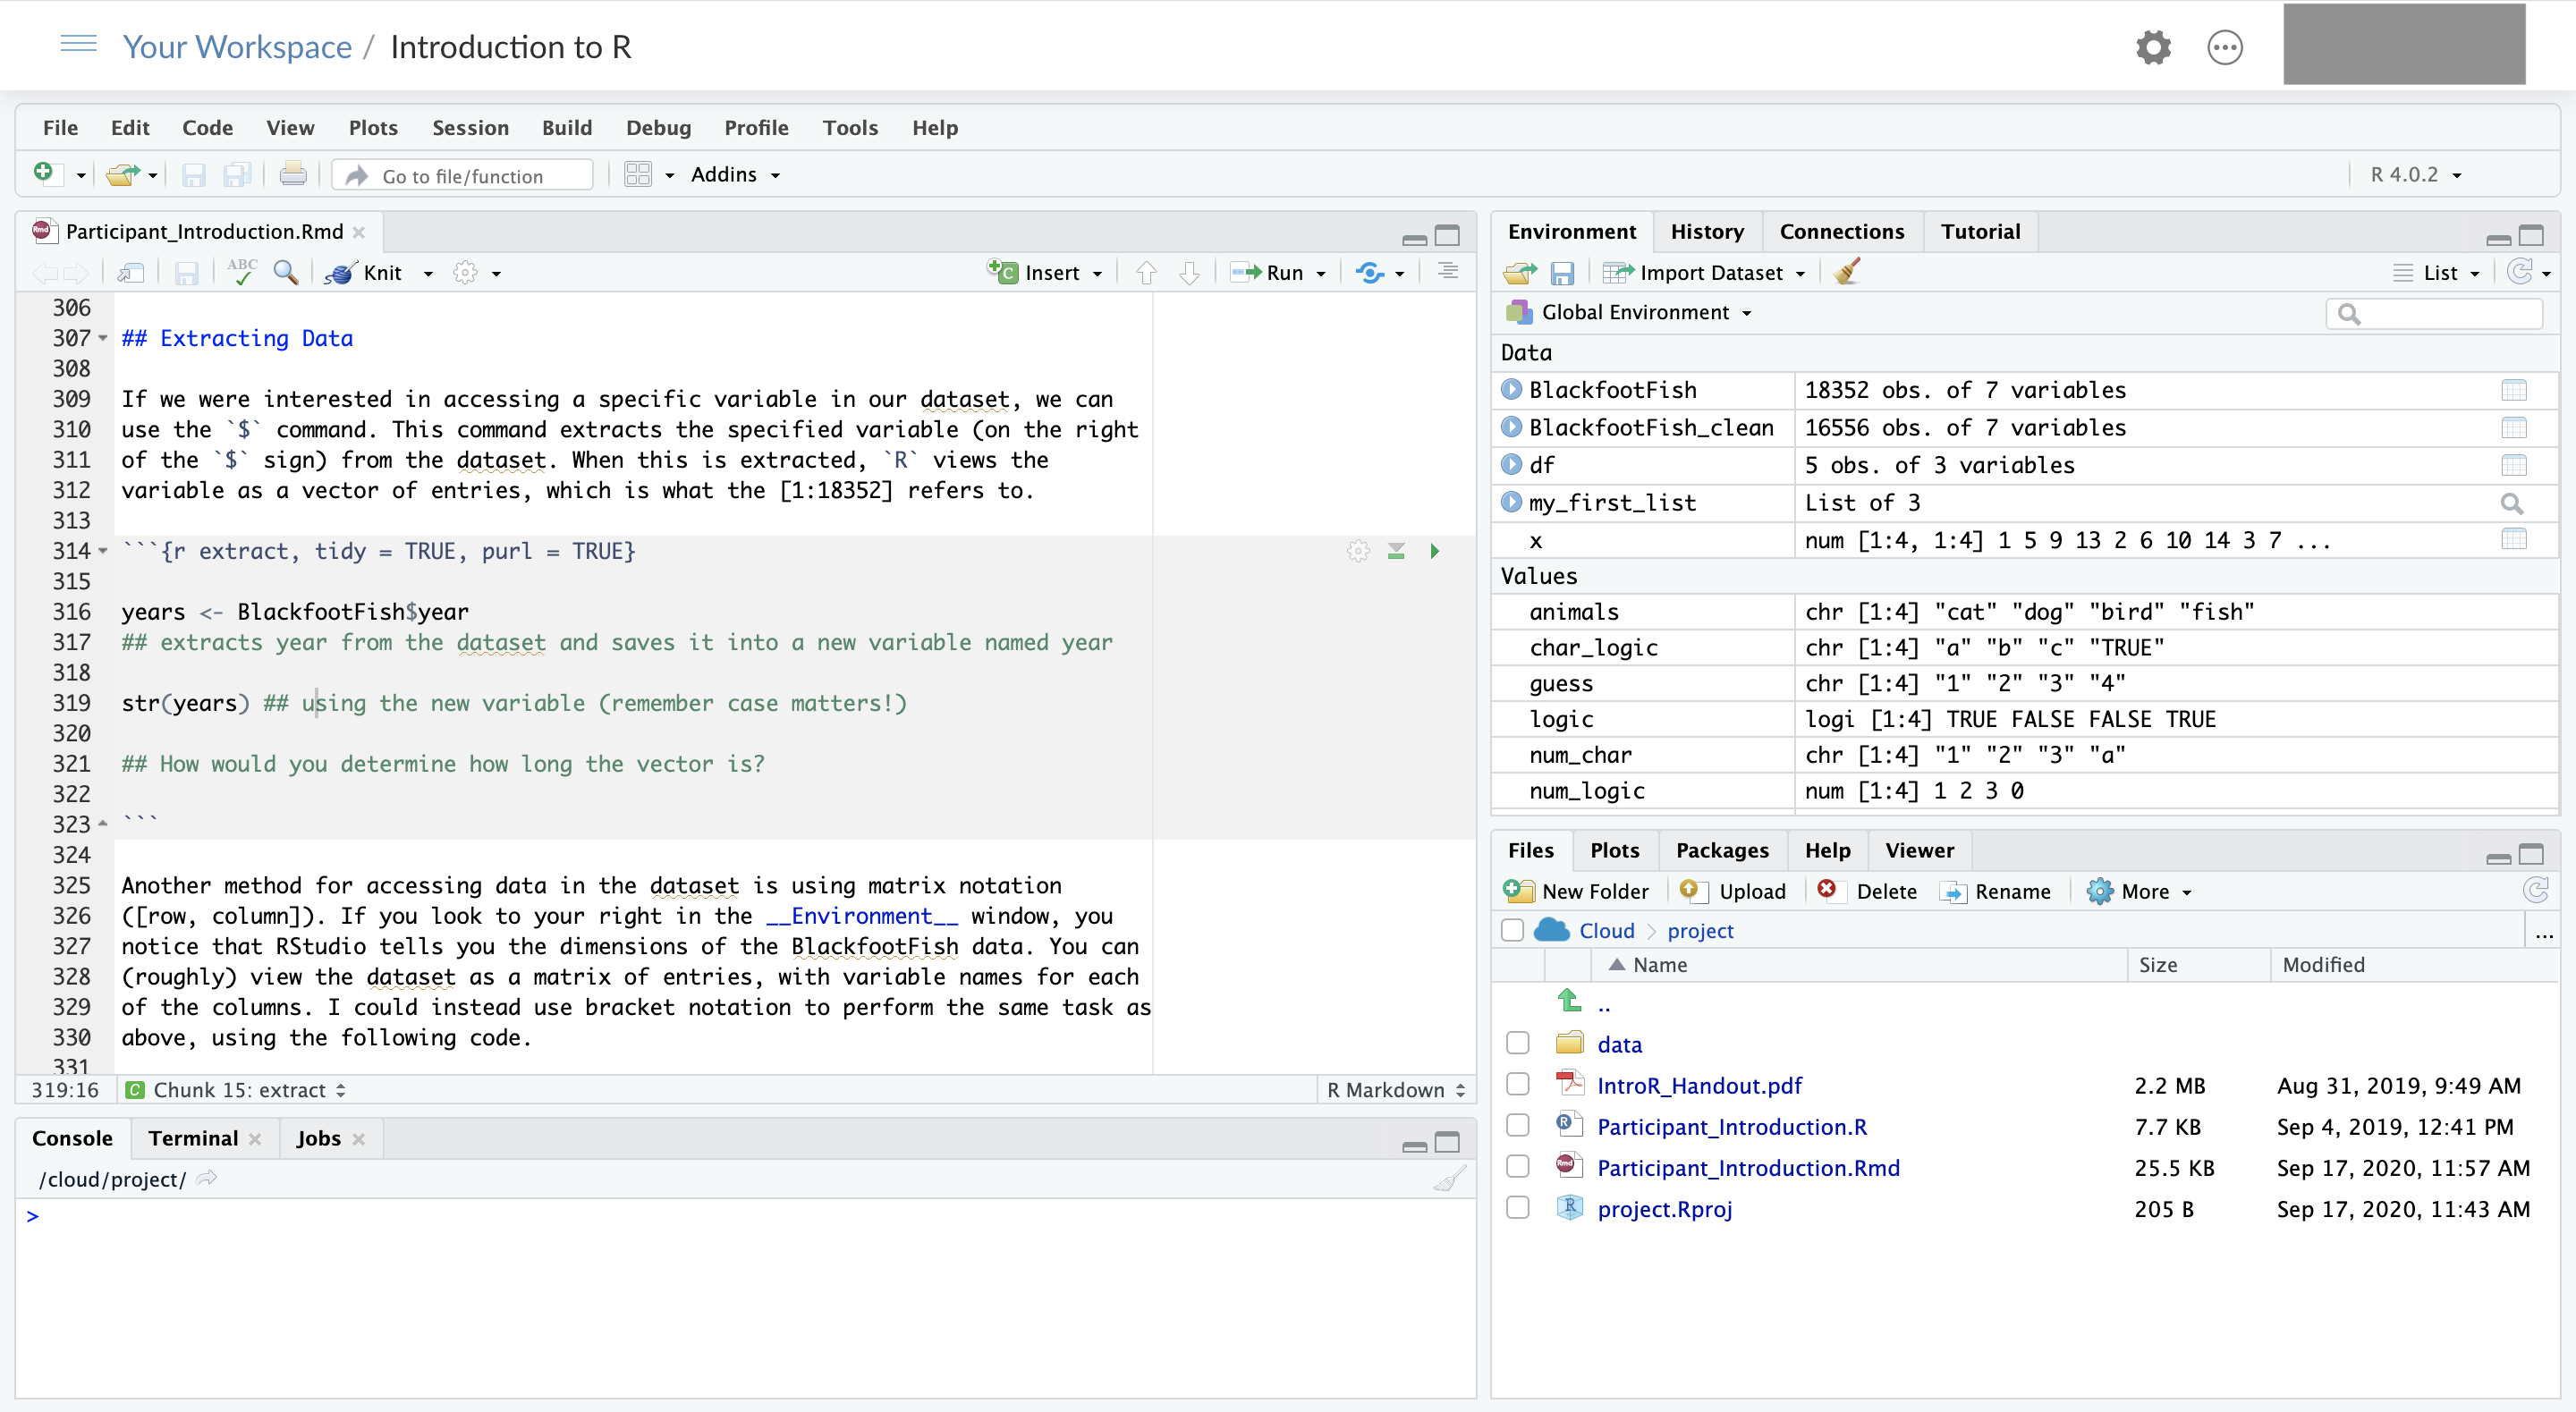 Your Workspace / Introduction to R
File Edit Code View Plots Session Build Debug Profile Tools Help
Go to file/function Addins R 4.0.2
Participant_Introduction.Rmd
ABC Knit Insert Run
306
307 ## Extracting Data
308
309 If we were interested in accessing a specific variable in our dataset, we can
310 use the `$` command. This command extracts the specified variable (on the right
311 of the `$` sign) from the dataset. When this is extracted, `R` views the
312 variable as a vector of entries, which is what the [1:18352] refers to.
313
314 ```{r extract, tidy = TRUE, purl = TRUE}
315
316 years <- BlackfootFish$year
317 ## extracts year from the dataset and saves it into a new variable named year
318
319 str(years) ## using the new variable (remember case matters!)
320
321 ## How would you determine how long the vector is?
322
323 ```
324
325 Another method for accessing data in the dataset is using matrix notation
326 ([row, column]). If you look to your right in the __Environment__ window, you
327 notice that RStudio tells you the dimensions of the BlackfootFish data. You can
328 (roughly) view the dataset as a matrix of entries, with variable names for each
329 of the columns. I could instead use bracket notation to perform the same task as
330 above, using the following code.
331
319:16 C Chunk 15: extract R Markdown
Console Terminal Jobs
/cloud/project/
>
Environment History Connections Tutorial
Import Dataset List
Global Environment
Data
BlackfootFish 18352 obs. of 7 variables
BlackfootFish_clean 16556 obs. of 7 variables
df 5 obs. of 3 variables
my_first_list List of 3
x num [1:4, 1:4] 1 5 9 13 2 6 10 14 3 7 ...
Values
animals chr [1:4] "cat" "dog" "bird" "fish"
char_logic chr [1:4] "a" "b" "c" "TRUE"
guess chr [1:4] "1" "2" "3" "4"
logic logi [1:4] TRUE FALSE FALSE TRUE
num_char chr [1:4] "1" "2" "3" "a"
num_logic num [1:4] 1 2 3 0
Files Plots Packages Help Viewer
New Folder Upload Delete Rename More
Cloud > project ...
Name Size Modified
..
data
IntroR_Handout.pdf 2.2 MB Aug 31, 2019, 9:49 AM
Participant_Introduction.R 7.7 KB Sep 4, 2019, 12:41 PM
Participant_Introduction.Rmd 25.5 KB Sep 17, 2020, 11:57 AM
project.Rproj 205 B Sep 17, 2020, 11:43 AM